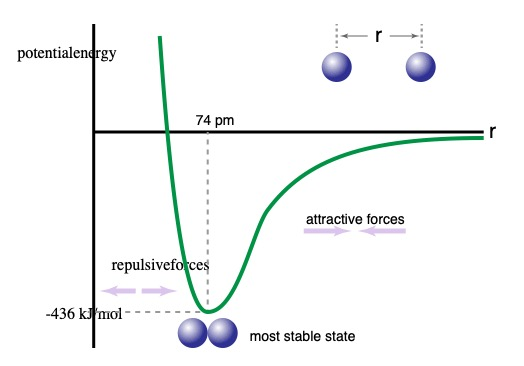 r
potentialenergy
74 pm
r
attractive forces
repulsiveforces
-436 kJ/mol
most stable state